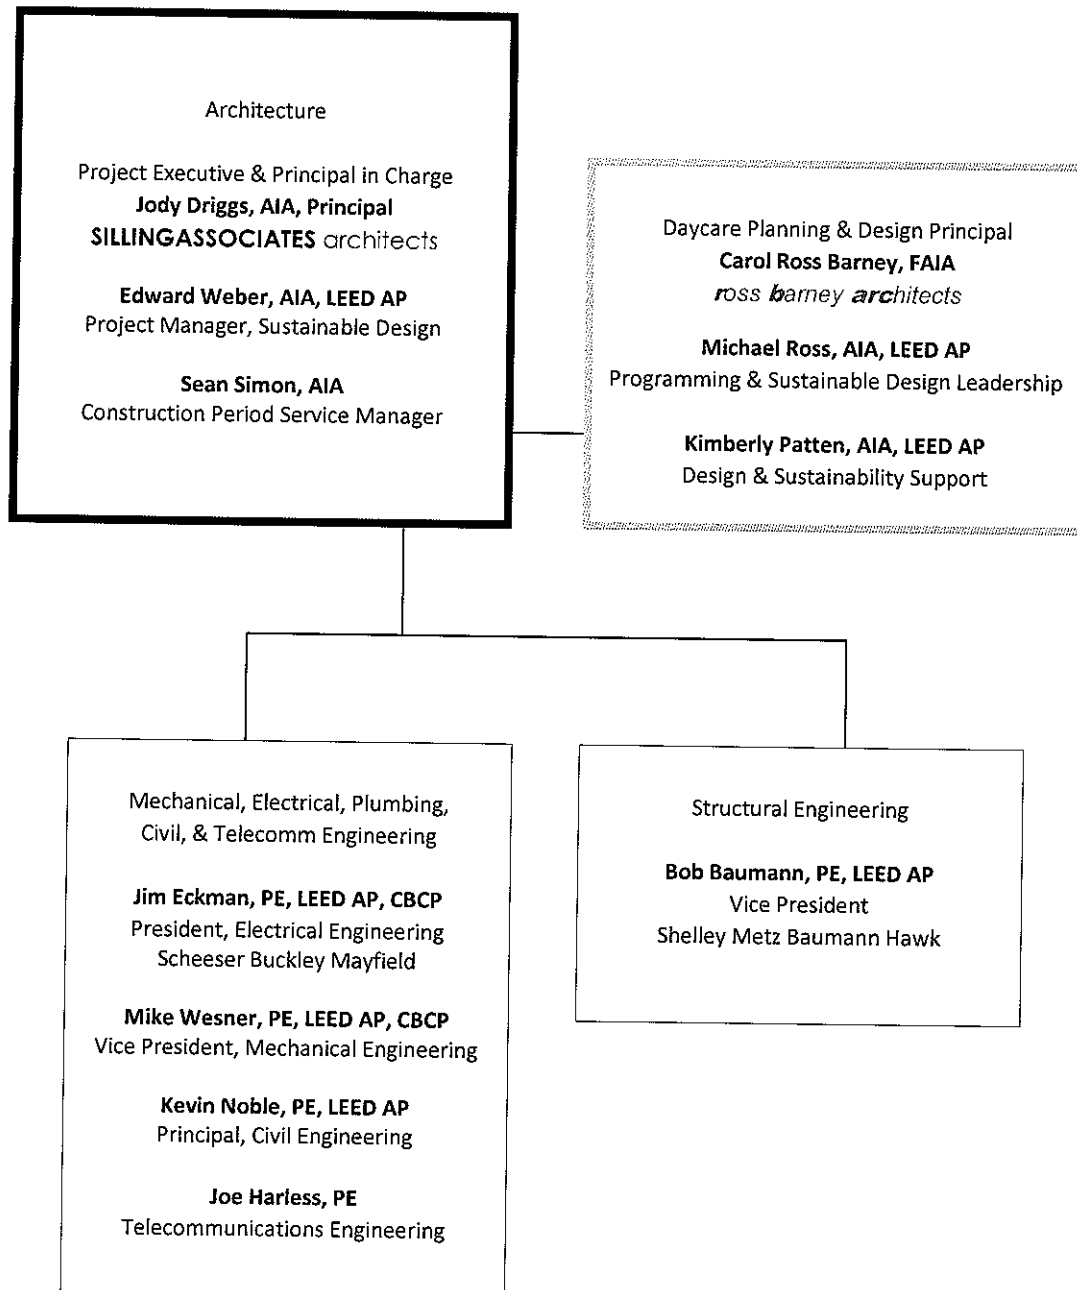 Architecture
Project Executive & Principal in Charge
Jody Driggs, AIA, Principal
SILLINGASSOCIATES architects
Edward Weber, AIA, LEED AP
Project Manager, Sustainable Design
Sean Simon, AIA
Construction Period Service Manager
Daycare Planning & Design Principal
Carol Ross Barney, FAIA
ross barney architects
Michael Ross, AIA, LEED AP
Programming & Sustainable Design Leadership
Kimberly Patten, AIA, LEED AP
Design & Sustainability Support
Mechanical, Electrical, Plumbing,
Civil, & Telecomm Engineering
Jim Eckman, PE, LEED AP, CBCP
President, Electrical Engineering
Scheeser Buckley Mayfield
Mike Wesner, PE, LEED AP, CBCP
Vice President, Mechanical Engineering
Kevin Noble, PE, LEED AP
Principal, Civil Engineering
Joe Harless, PE
Telecommunications Engineering
Structural Engineering
Bob Baumann, PE, LEED AP
Vice President
Shelley Metz Baumann Hawk